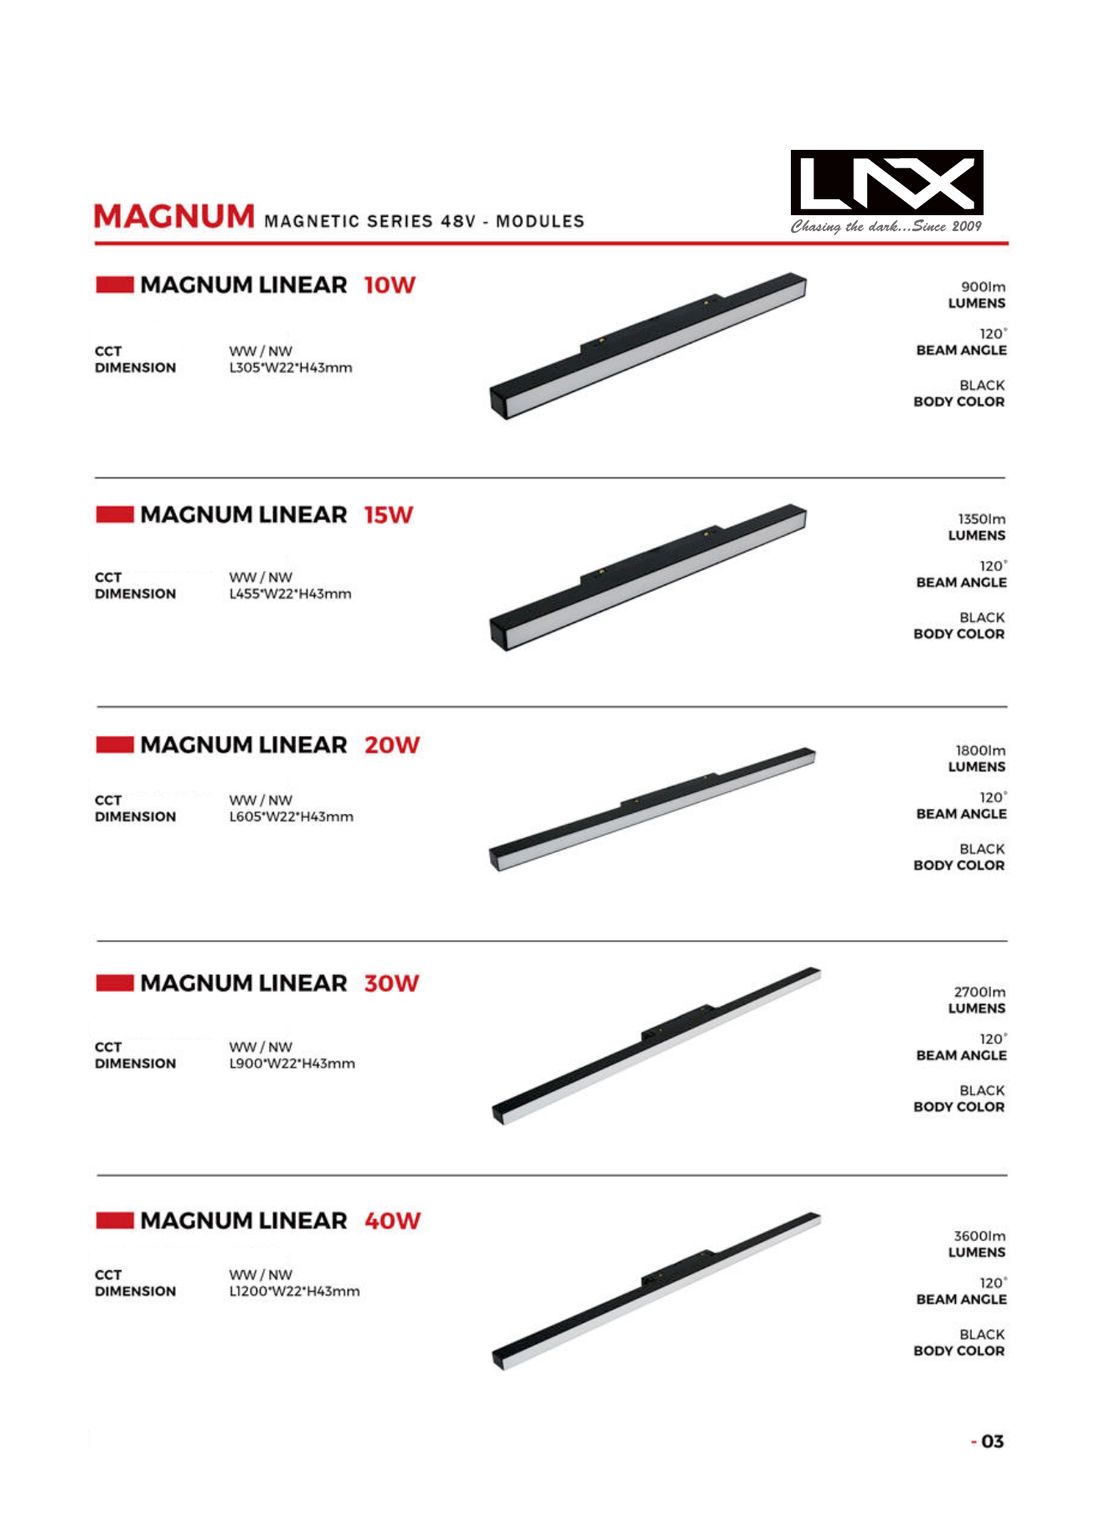 LNX
Chasing the dark...Since 2009
MAGNUM MAGNETIC SERIES 48V - MODULES
MAGNUM LINEAR 10W
CCT WW / NW
DIMENSION L305*W22*H43mm
900lm
LUMENS
120°
BEAM ANGLE
BLACK
BODY COLOR
MAGNUM LINEAR 15W
CCT WW / NW
DIMENSION L455*W22*H43mm
1350lm
LUMENS
120°
BEAM ANGLE
BLACK
BODY COLOR
MAGNUM LINEAR 20W
CCT WW / NW
DIMENSION L605*W22*H43mm
1800lm
LUMENS
120°
BEAM ANGLE
BLACK
BODY COLOR
MAGNUM LINEAR 30W
CCT WW / NW
DIMENSION L900*W22*H43mm
2700lm
LUMENS
120°
BEAM ANGLE
BLACK
BODY COLOR
MAGNUM LINEAR 40W
CCT WW / NW
DIMENSION L1200*W22*H43mm
3600lm
LUMENS
120°
BEAM ANGLE
BLACK
BODY COLOR
- 03